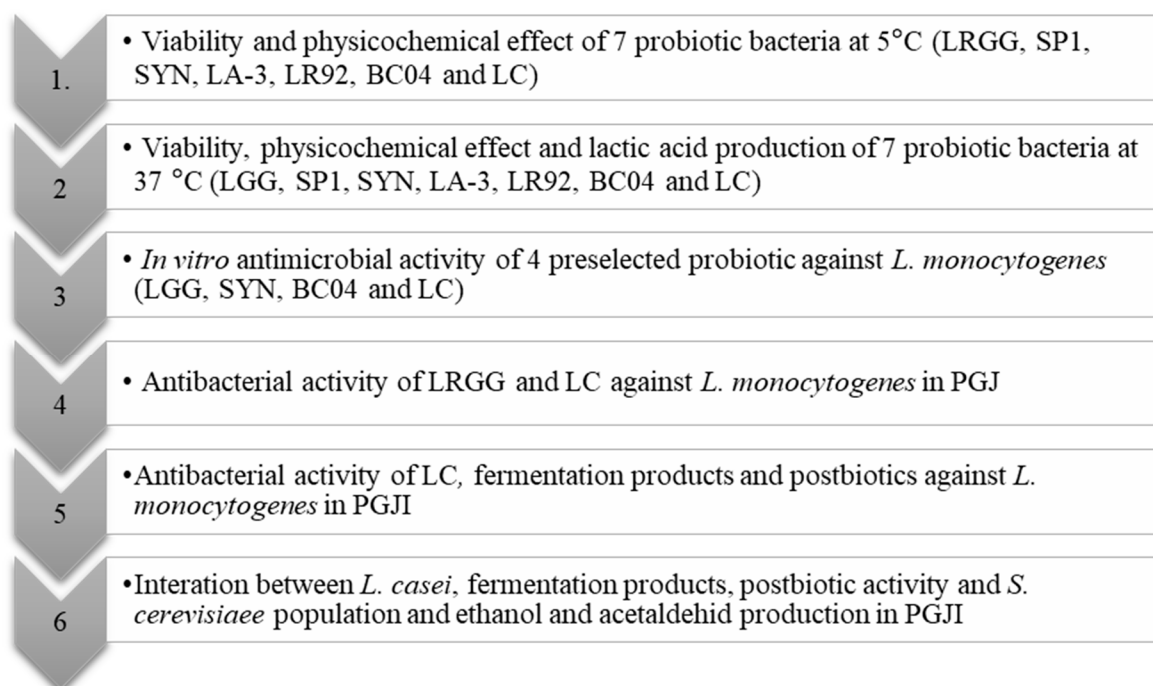 1.
• Viability and physicochemical effect of 7 probiotic bacteria at 5°C (LRGG, SP1,
SYN, LA-3, LR92, BC04 and LC)
2
• Viability, physicochemical effect and lactic acid production of 7 probiotic bacteria at
37 °C (LGG, SP1, SYN, LA-3, LR92, BC04 and LC)
3
• In vitro antimicrobial activity of 4 preselected probiotic against L. monocytogenes
(LGG, SYN, BC04 and LC)
4
• Antibacterial activity of LRGG and LC against L. monocytogenes in PGJ
5
•Antibacterial activity of LC, fermentation products and postbiotics against L.
monocytogenes in PGJI
6
•Interation between L. casei, fermentation products, postbiotic activity and S.
cerevisiaee population and ethanol and acetaldehid production in PGJI